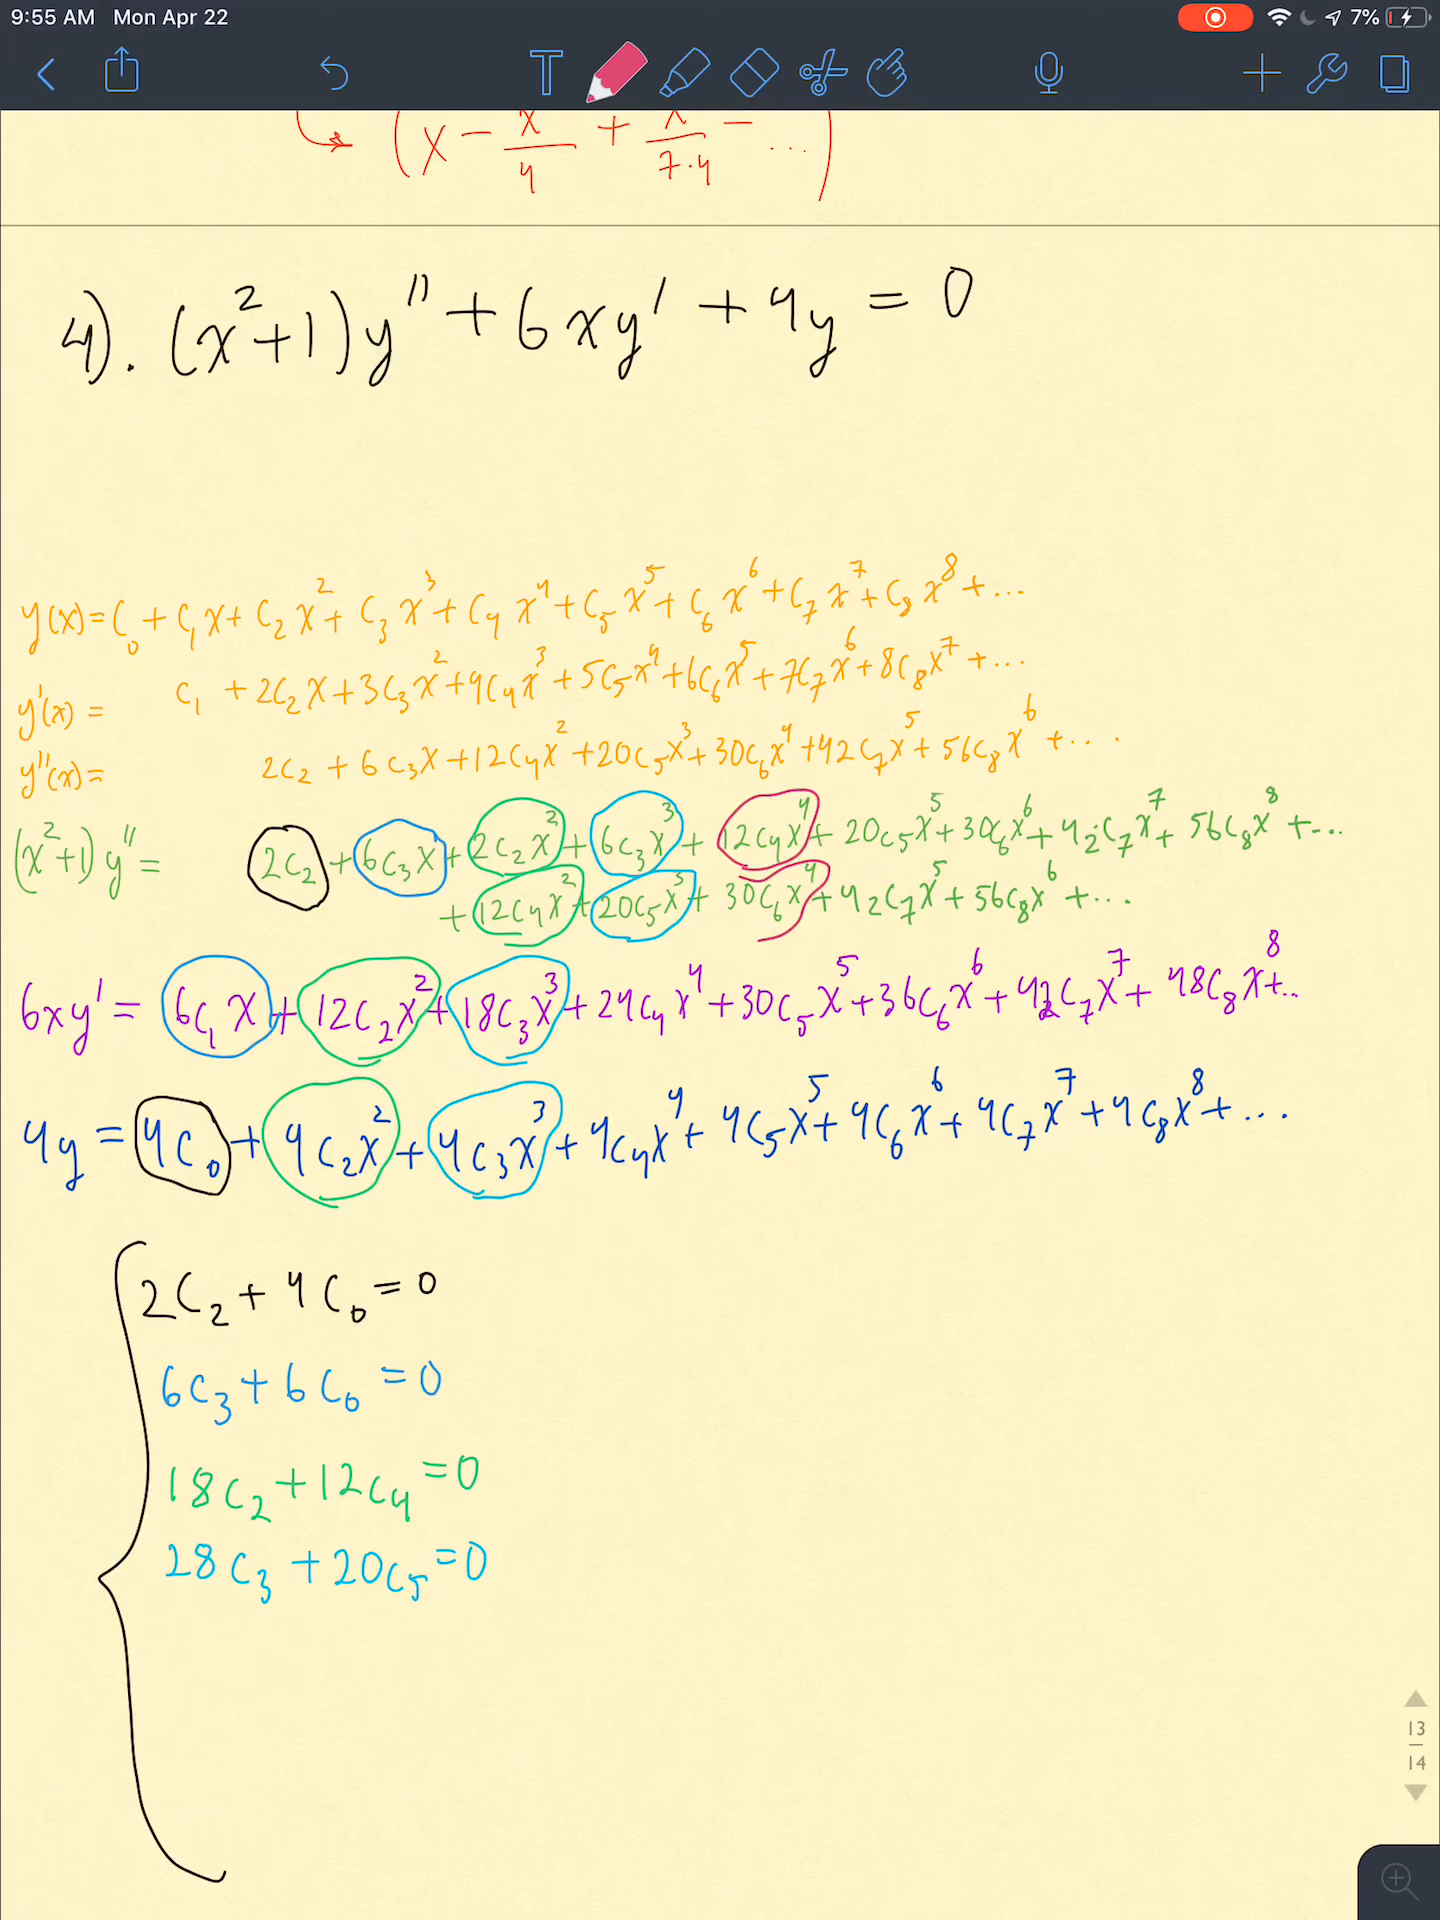 9:55 AM Mon Apr 22 7%
T
(x - x/4 + x/7·4 - ...)
4). (x²+1)y'' + 6xy' + 4y = 0
y(x) = C₀ + C₁x + C₂x² + C₃x³ + C₄x⁴ + C₅x⁵ + C₆x⁶ + C₇x⁷ + C₈x⁸ + ...
y'(x) = C₁ + 2C₂x + 3C₃x² + 4C₄x³ + 5C₅x⁴ + 6C₆x⁵ + 7C₇x⁶ + 8C₈x⁷ + ...
y''(x) = 2C₂ + 6C₃x + 12C₄x² + 20C₅x³ + 30C₆x⁴ + 42C₇x⁵ + 56C₈x⁶ + ...
(x²+1)y'' = 2C₂ + 6C₃x + 2C₂x² + 6C₃x³ + 12C₄x⁴ + 20C₅x⁵ + 30C₆x⁶ + 42C₇x⁷ + 56C₈x⁸ + ...
+ 12C₄x² + 20C₅x³ + 30C₆x⁴ + 42C₇x⁵ + 56C₈x⁶ + ...
6xy' = 6C₁x + 12C₂x² + 18C₃x³ + 24C₄x⁴ + 30C₅x⁵ + 36C₆x⁶ + 42C₇x⁷ + 48C₈x⁸ + ...
4y = 4C₀ + 4C₂x² + 4C₃x³ + 4C₄x⁴ + 4C₅x⁵ + 4C₆x⁶ + 4C₇x⁷ + 4C₈x⁸ + ...
2C₂ + 4C₀ = 0
6C₃ + 6C₀ = 0
18C₂ + 12C₄ = 0
28C₃ + 20C₅ = 0
13
14